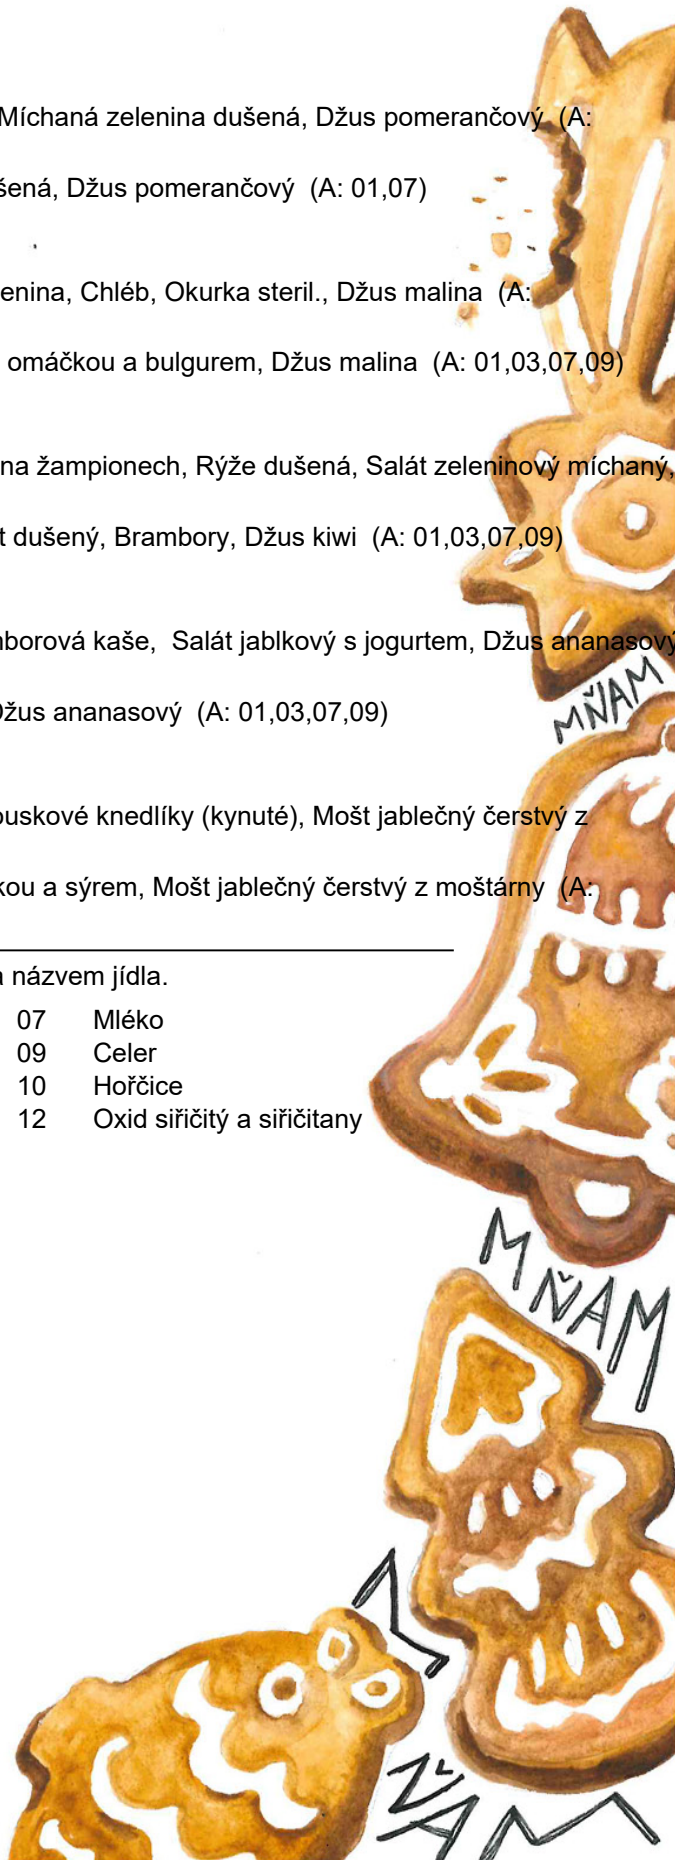 Míchaná zelenina dušená, Džus pomerančový (A:
šená, Džus pomerančový (A: 01,07)
enina, Chléb, Okurka steril., Džus malina (A:
omáčkou a bulgurem, Džus malina (A: 01,03,07,09)
na žampionech, Rýže dušená, Salát zeleninový míchaný,
t dušený, Brambory, Džus kiwi (A: 01,03,07,09)
nborová kaše, Salát jablkový s jogurtem, Džus ananasový
Džus ananasový (A: 01,03,07,09)
ouskové knedlíky (kynuté), Mošt jablečný čerstvý z
kou a sýrem, Mošt jablečný čerstvý z moštárny (A:
a názvem jídla.
07 Mléko
09 Celer
10 Hořčice
12 Oxid siřičitý a siřičitany
MŇAM
MŇAM
MŇAM